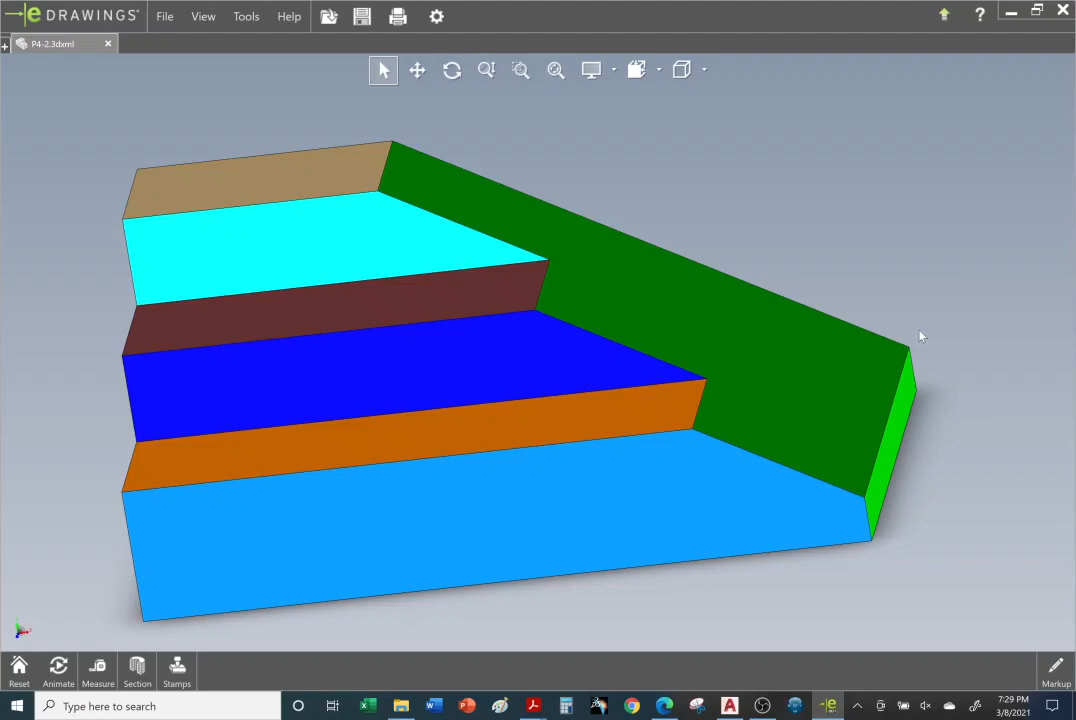 eDRAWINGS®
File View Tools Help
?
+
P4-2.3dxml
Reset Animate Measure Section Stamps
Markup
Type here to search
7:29 PM
3/8/2021